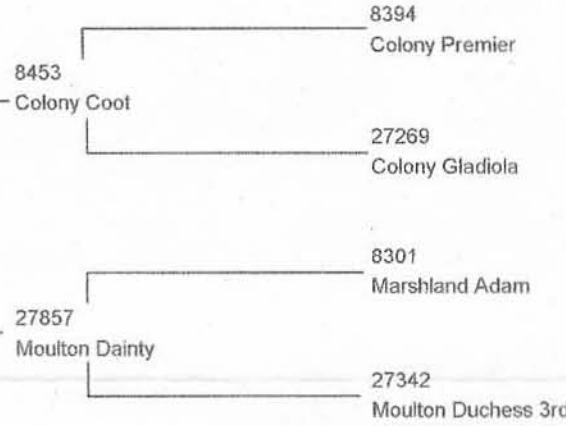 8394
Colony Premier
8453
Colony Coot
27269
Colony Gladiola
8301
Marshland Adam
27857
Moulton Dainty
27342
Moulton Duchess 3rd